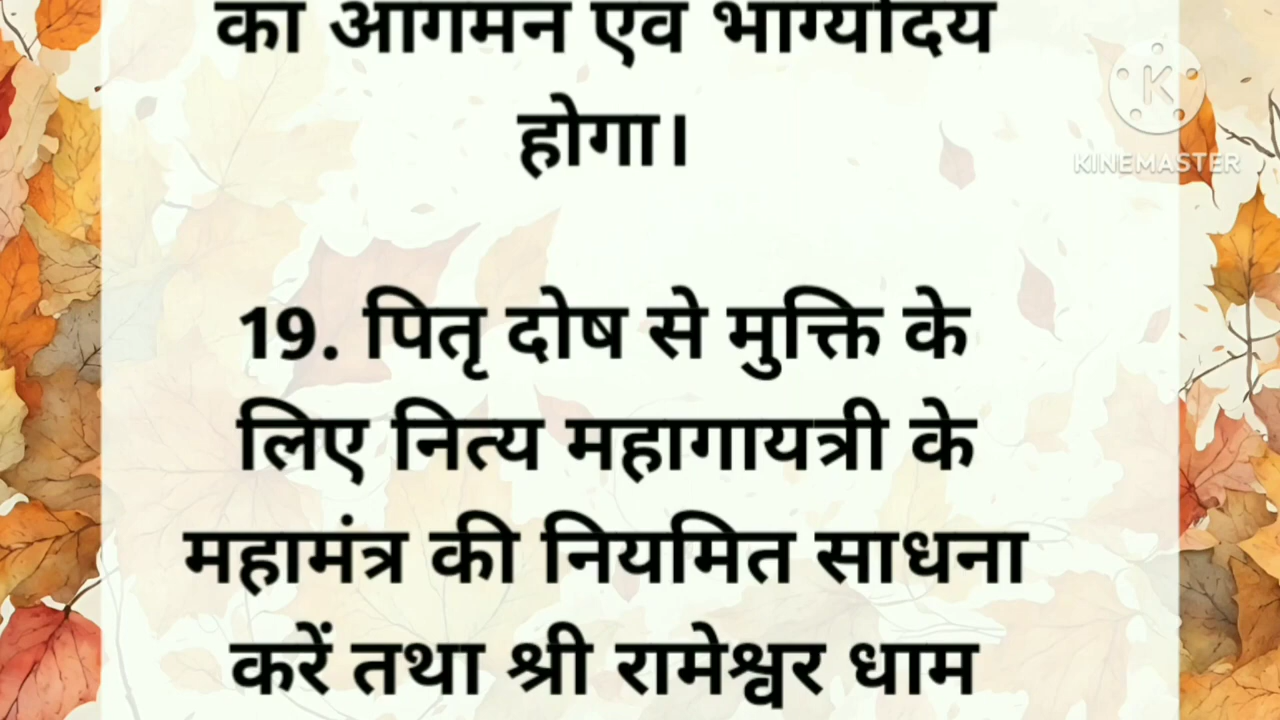 का आगमन एवं भाग्योदय
होगा।
19. पितृ दोष से मुक्ति के
लिए नित्य महागायत्री के
महामंत्र की नियमित साधना
करें तथा श्री रामेश्वर धाम
KINEMASTER